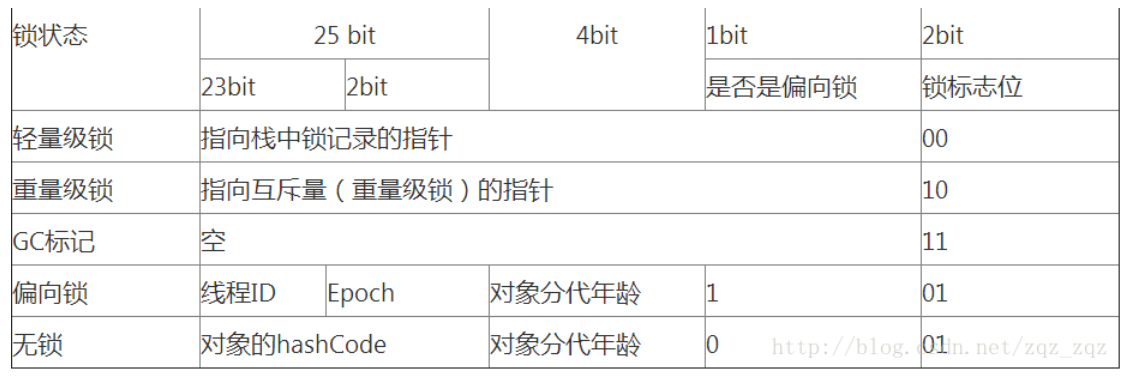 锁状态 25 bit 4bit 1bit 2bit
23bit 2bit 是否是偏向锁 锁标志位
轻量级锁 指向栈中锁记录的指针 00
重量级锁 指向互斥量（重量级锁）的指针 10
GC标记 空 11
偏向锁 线程ID Epoch 对象分代年龄 1 01
无锁 对象的hashCode 对象分代年龄 0 01
http://blog.csdn.net/zqz_zqz